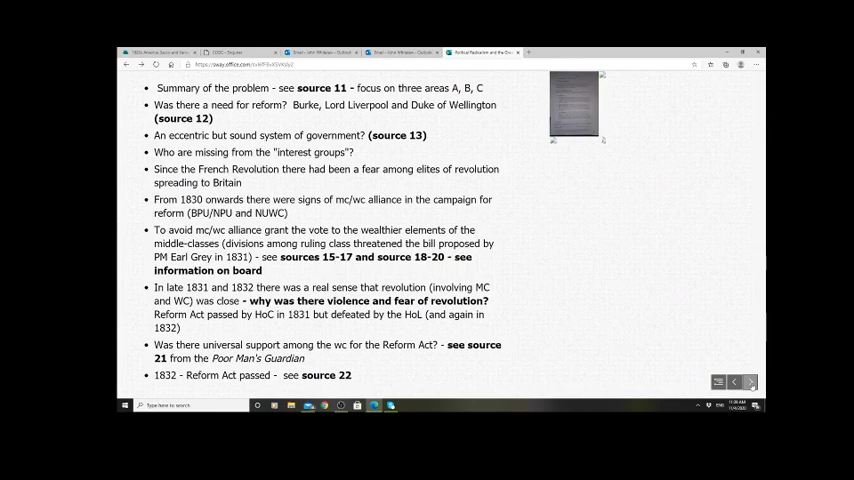 https://sway.office.com/
Summary of the problem - see source 11 - focus on three areas A, B, C
Was there a need for reform? Burke, Lord Liverpool and Duke of Wellington
(source 12)
An eccentric but sound system of government? (source 13)
Who are missing from the "interest groups"?
Since the French Revolution there had been a fear among elites of revolution
spreading to Britain
From 1830 onwards there were signs of mc/wc alliance in the campaign for
reform (BPU/NPU and NUWC)
To avoid mc/wc alliance grant the vote to the wealthier elements of the
middle-classes (divisions among ruling class threatened the bill proposed by
PM Earl Grey in 1831) - see sources 15-17 and source 18-20 - see
information on board
In late 1831 and 1832 there was a real sense that revolution (involving MC
and WC) was close - why was there violence and fear of revolution?
Reform Act passed by HoC in 1831 but defeated by the HoL (and again in
1832)
Was there universal support among the wc for the Reform Act? - see source
21 from the Poor Man's Guardian
1832 - Reform Act passed - see source 22
Type here to search
ENG